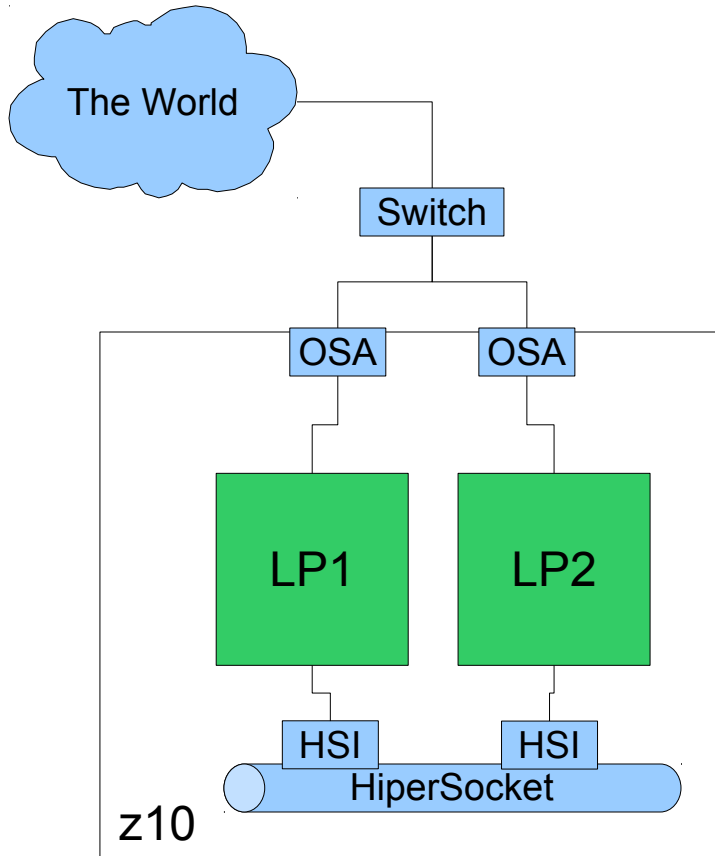 The World
Switch
OSA
OSA
LP1
LP2
HSI
HSI
HiperSocket
z10